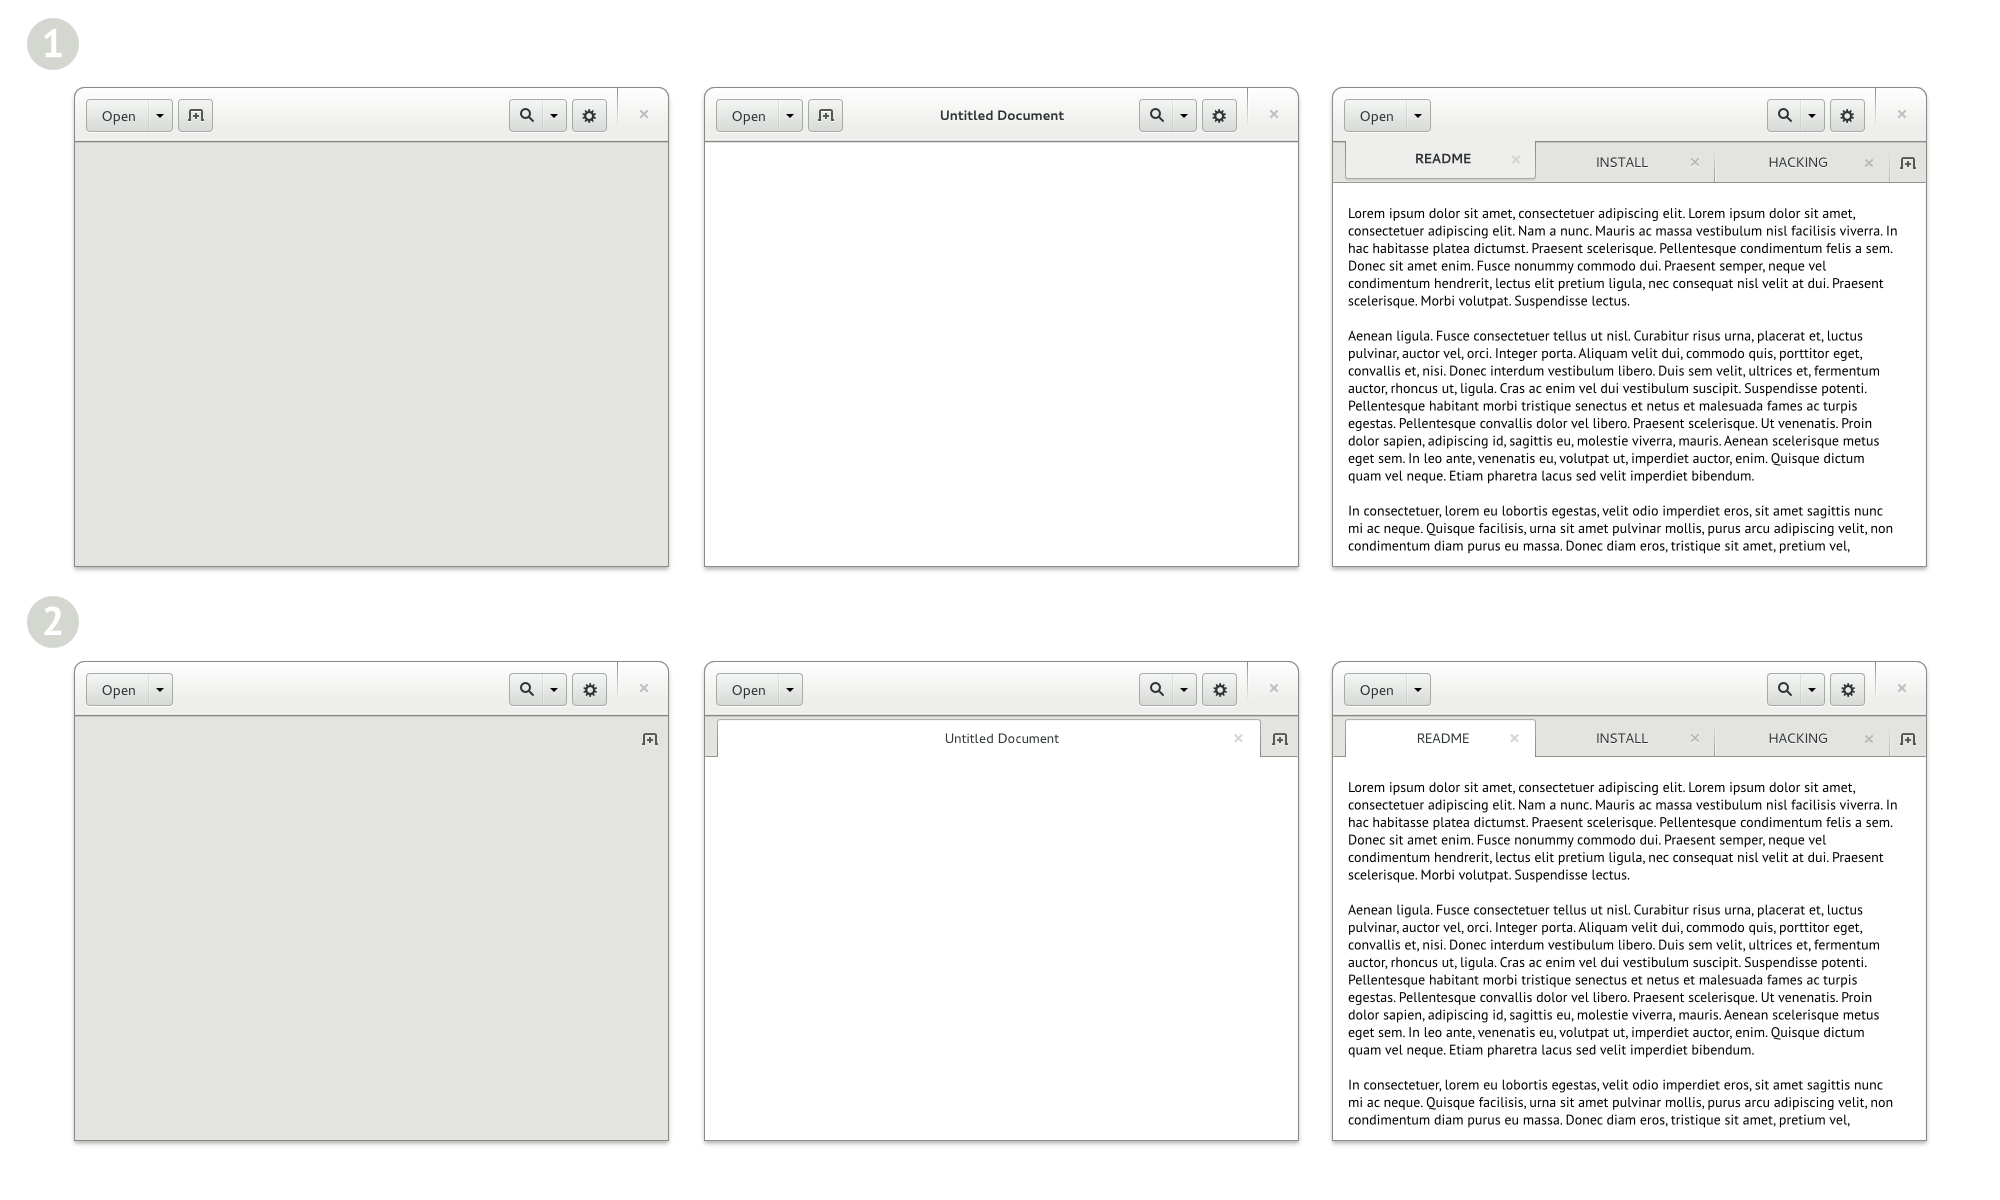 1
Open
Open
Untitled Document
Open
README
INSTALL
HACKING
Lorem ipsum dolor sit amet, consectetuer adipiscing elit. Lorem ipsum dolor sit amet,
consectetuer adipiscing elit. Nam a nunc. Mauris ac massa vestibulum nisl facilisis viverra. In
hac habitasse platea dictumst. Praesent scelerisque. Pellentesque condimentum felis a sem.
Donec sit amet enim. Fusce nonummy commodo dui. Praesent semper, neque vel
condimentum hendrerit, lectus elit pretium ligula, nec consequat nisl velit at dui. Praesent
scelerisque. Morbi volutpat. Suspendisse lectus.
Aenean ligula. Fusce consectetuer tellus ut nisl. Curabitur risus urna, placerat et, luctus
pulvinar, auctor vel, orci. Integer porta. Aliquam velit dui, commodo quis, porttitor eget,
convallis et, nisi. Donec interdum vestibulum libero. Duis sem velit, ultrices et, fermentum
auctor, rhoncus ut, ligula. Cras ac enim vel dui vestibulum suscipit. Suspendisse potenti.
Pellentesque habitant morbi tristique senectus et netus et malesuada fames ac turpis
egestas. Pellentesque convallis dolor vel libero. Praesent scelerisque. Ut venenatis. Proin
dolor sapien, adipiscing id, sagittis eu, molestie viverra, mauris. Aenean scelerisque metus
eget sem. In leo ante, venenatis eu, volutpat ut, imperdiet auctor, enim. Quisque dictum
quam vel neque. Etiam pharetra lacus sed velit imperdiet bibendum.
In consectetuer, lorem eu lobortis egestas, velit odio imperdiet eros, sit amet sagittis nunc
mi ac neque. Quisque facilisis, urna sit amet pulvinar mollis, purus arcu adipiscing velit, non
condimentum diam purus eu massa. Donec diam eros, tristique sit amet, pretium vel,
2
Open
Open
Untitled Document
Open
README
INSTALL
HACKING
Lorem ipsum dolor sit amet, consectetuer adipiscing elit. Lorem ipsum dolor sit amet,
consectetuer adipiscing elit. Nam a nunc. Mauris ac massa vestibulum nisl facilisis viverra. In
hac habitasse platea dictumst. Praesent scelerisque. Pellentesque condimentum felis a sem.
Donec sit amet enim. Fusce nonummy commodo dui. Praesent semper, neque vel
condimentum hendrerit, lectus elit pretium ligula, nec consequat nisl velit at dui. Praesent
scelerisque. Morbi volutpat. Suspendisse lectus.
Aenean ligula. Fusce consectetuer tellus ut nisl. Curabitur risus urna, placerat et, luctus
pulvinar, auctor vel, orci. Integer porta. Aliquam velit dui, commodo quis, porttitor eget,
convallis et, nisi. Donec interdum vestibulum libero. Duis sem velit, ultrices et, fermentum
auctor, rhoncus ut, ligula. Cras ac enim vel dui vestibulum suscipit. Suspendisse potenti.
Pellentesque habitant morbi tristique senectus et netus et malesuada fames ac turpis
egestas. Pellentesque convallis dolor vel libero. Praesent scelerisque. Ut venenatis. Proin
dolor sapien, adipiscing id, sagittis eu, molestie viverra, mauris. Aenean scelerisque metus
eget sem. In leo ante, venenatis eu, volutpat ut, imperdiet auctor, enim. Quisque dictum
quam vel neque. Etiam pharetra lacus sed velit imperdiet bibendum.
In consectetuer, lorem eu lobortis egestas, velit odio imperdiet eros, sit amet sagittis nunc
mi ac neque. Quisque facilisis, urna sit amet pulvinar mollis, purus arcu adipiscing velit, non
condimentum diam purus eu massa. Donec diam eros, tristique sit amet, pretium vel,